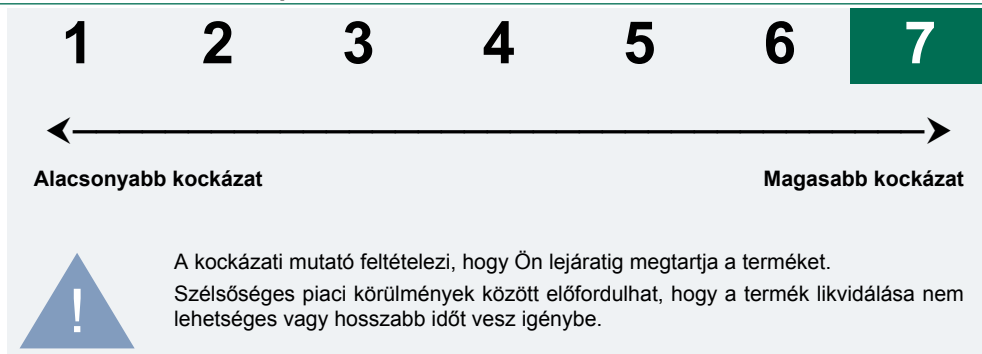 1 2 3 4 5 6 7
Alacsonyabb kockázat Magasabb kockázat
A kockázati mutató feltételezi, hogy Ön lejáratig megtartja a terméket.
Szélsőséges piaci körülmények között előfordulhat, hogy a termék likvidálása nem
lehetséges vagy hosszabb időt vesz igénybe.
!